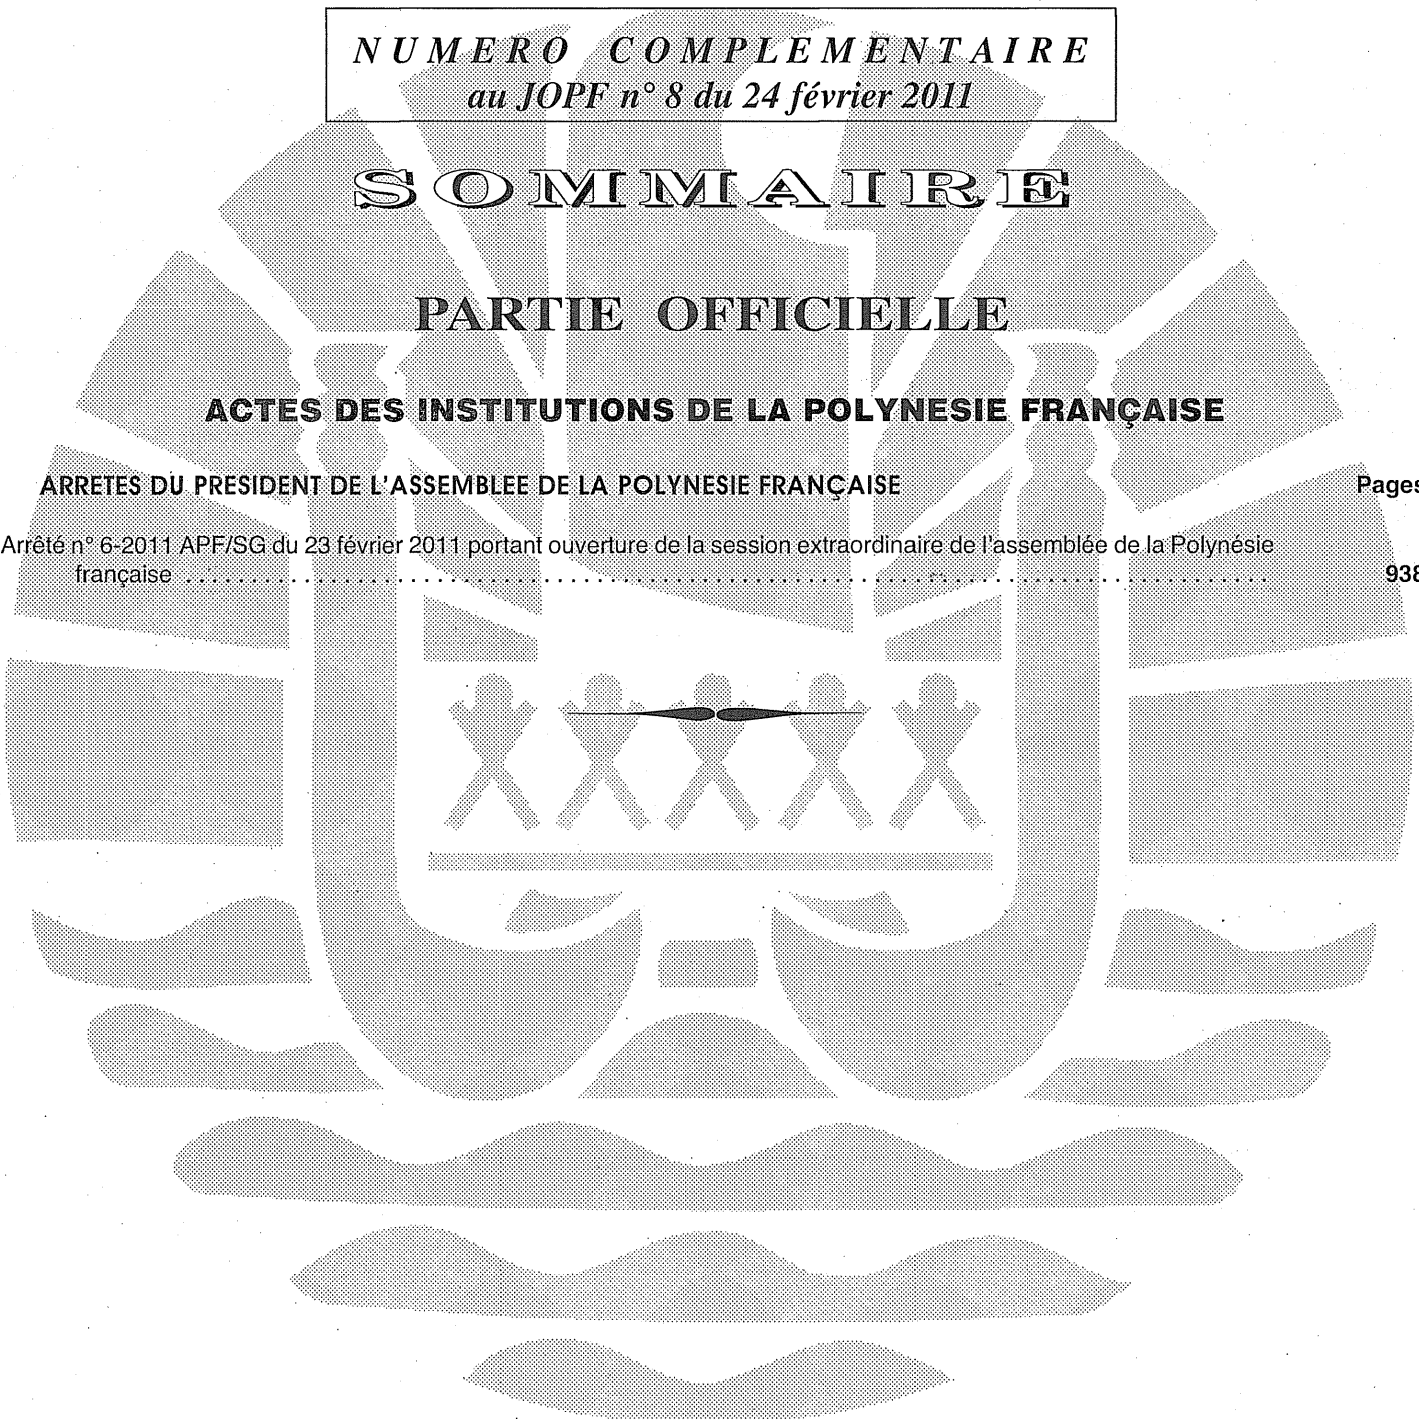 NUMERO COMPLEMENTAIRE
au JOPF n° 8 du 24 février 2011
SOMMAIRE
PARTIE OFFICIELLE
ACTES DES INSTITUTIONS DE LA POLYNESIE FRANÇAISE
ARRETES DU PRESIDENT DE L'ASSEMBLEE DE LA POLYNESIE FRANÇAISE Pages
Arrêté n° 6-2011 APF/SG du 23 février 2011 portant ouverture de la session extraordinaire de l'assemblée de la Polynésie
française ........................................................................ 938